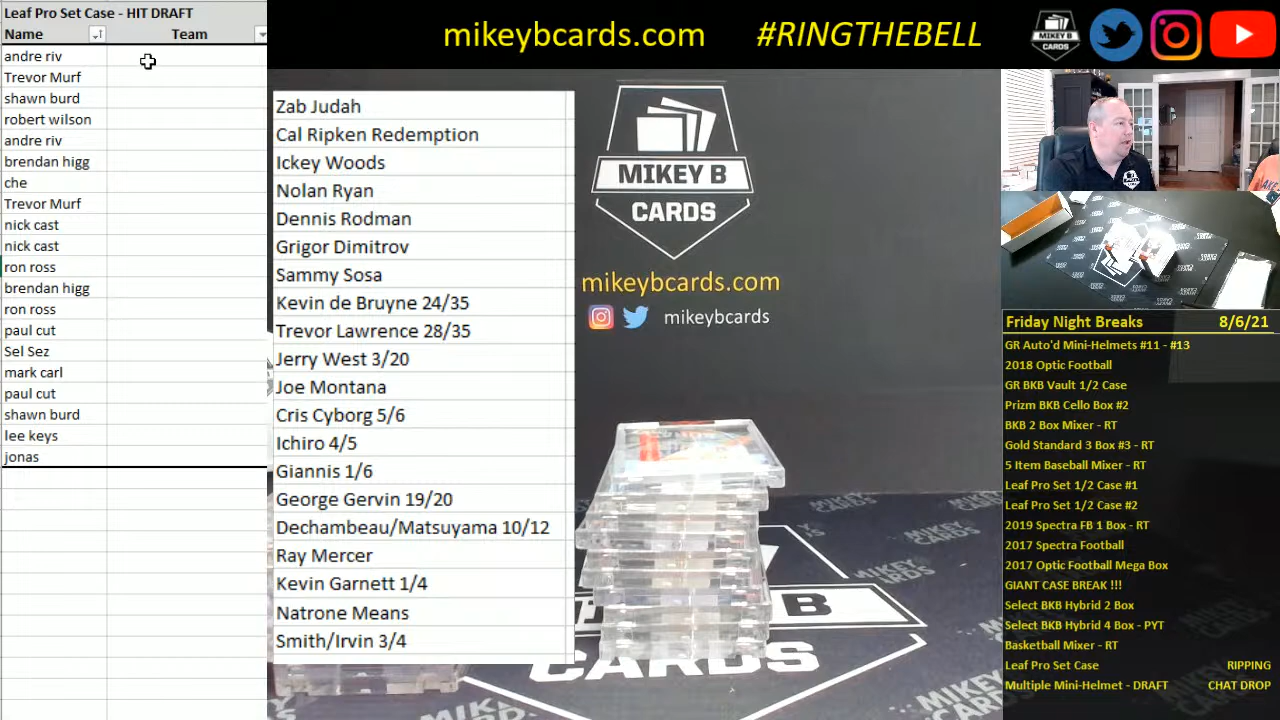 Leaf Pro Set Case - HIT DRAFT
Name Team
andre riv
Trevor Murf
shawn burd
robert wilson
andre riv
brendan higg
che
Trevor Murf
nick cast
nick cast
ron ross
brendan higg
ron ross
paul cut
Sel Sez
mark carl
paul cut
shawn burd
lee keys
jonas
mikeybcards.com #RINGTHEBELL
MIKEY B
CARDS
Zab Judah
Cal Ripken Redemption
Ickey Woods
Nolan Ryan
Dennis Rodman
Grigor Dimitrov
Sammy Sosa
Kevin de Bruyne 24/35
Trevor Lawrence 28/35
Jerry West 3/20
Joe Montana
Cris Cyborg 5/6
Ichiro 4/5
Giannis 1/6
George Gervin 19/20
Dechambeau/Matsuyama 10/12
Ray Mercer
Kevin Garnett 1/4
Natrone Means
Smith/Irvin 3/4
MIKEY B
CARDS
mikeybcards.com
mikeybcards
B
CARDS
Friday Night Breaks 8/6/21
GR Auto'd Mini-Helmets #11 - #13
2018 Optic Football
GR BKB Vault 1/2 Case
Prizm BKB Cello Box #2
BKB 2 Box Mixer - RT
Gold Standard 3 Box #3 - RT
5 Item Baseball Mixer - RT
Leaf Pro Set 1/2 Case #1
Leaf Pro Set 1/2 Case #2
2019 Spectra FB 1 Box - RT
2017 Spectra Football
2017 Optic Football Mega Box
GIANT CASE BREAK !!!
Select BKB Hybrid 2 Box
Select BKB Hybrid 4 Box - PYT
Basketball Mixer - RT
Leaf Pro Set Case RIPPING
Multiple Mini-Helmet - DRAFT CHAT DROP